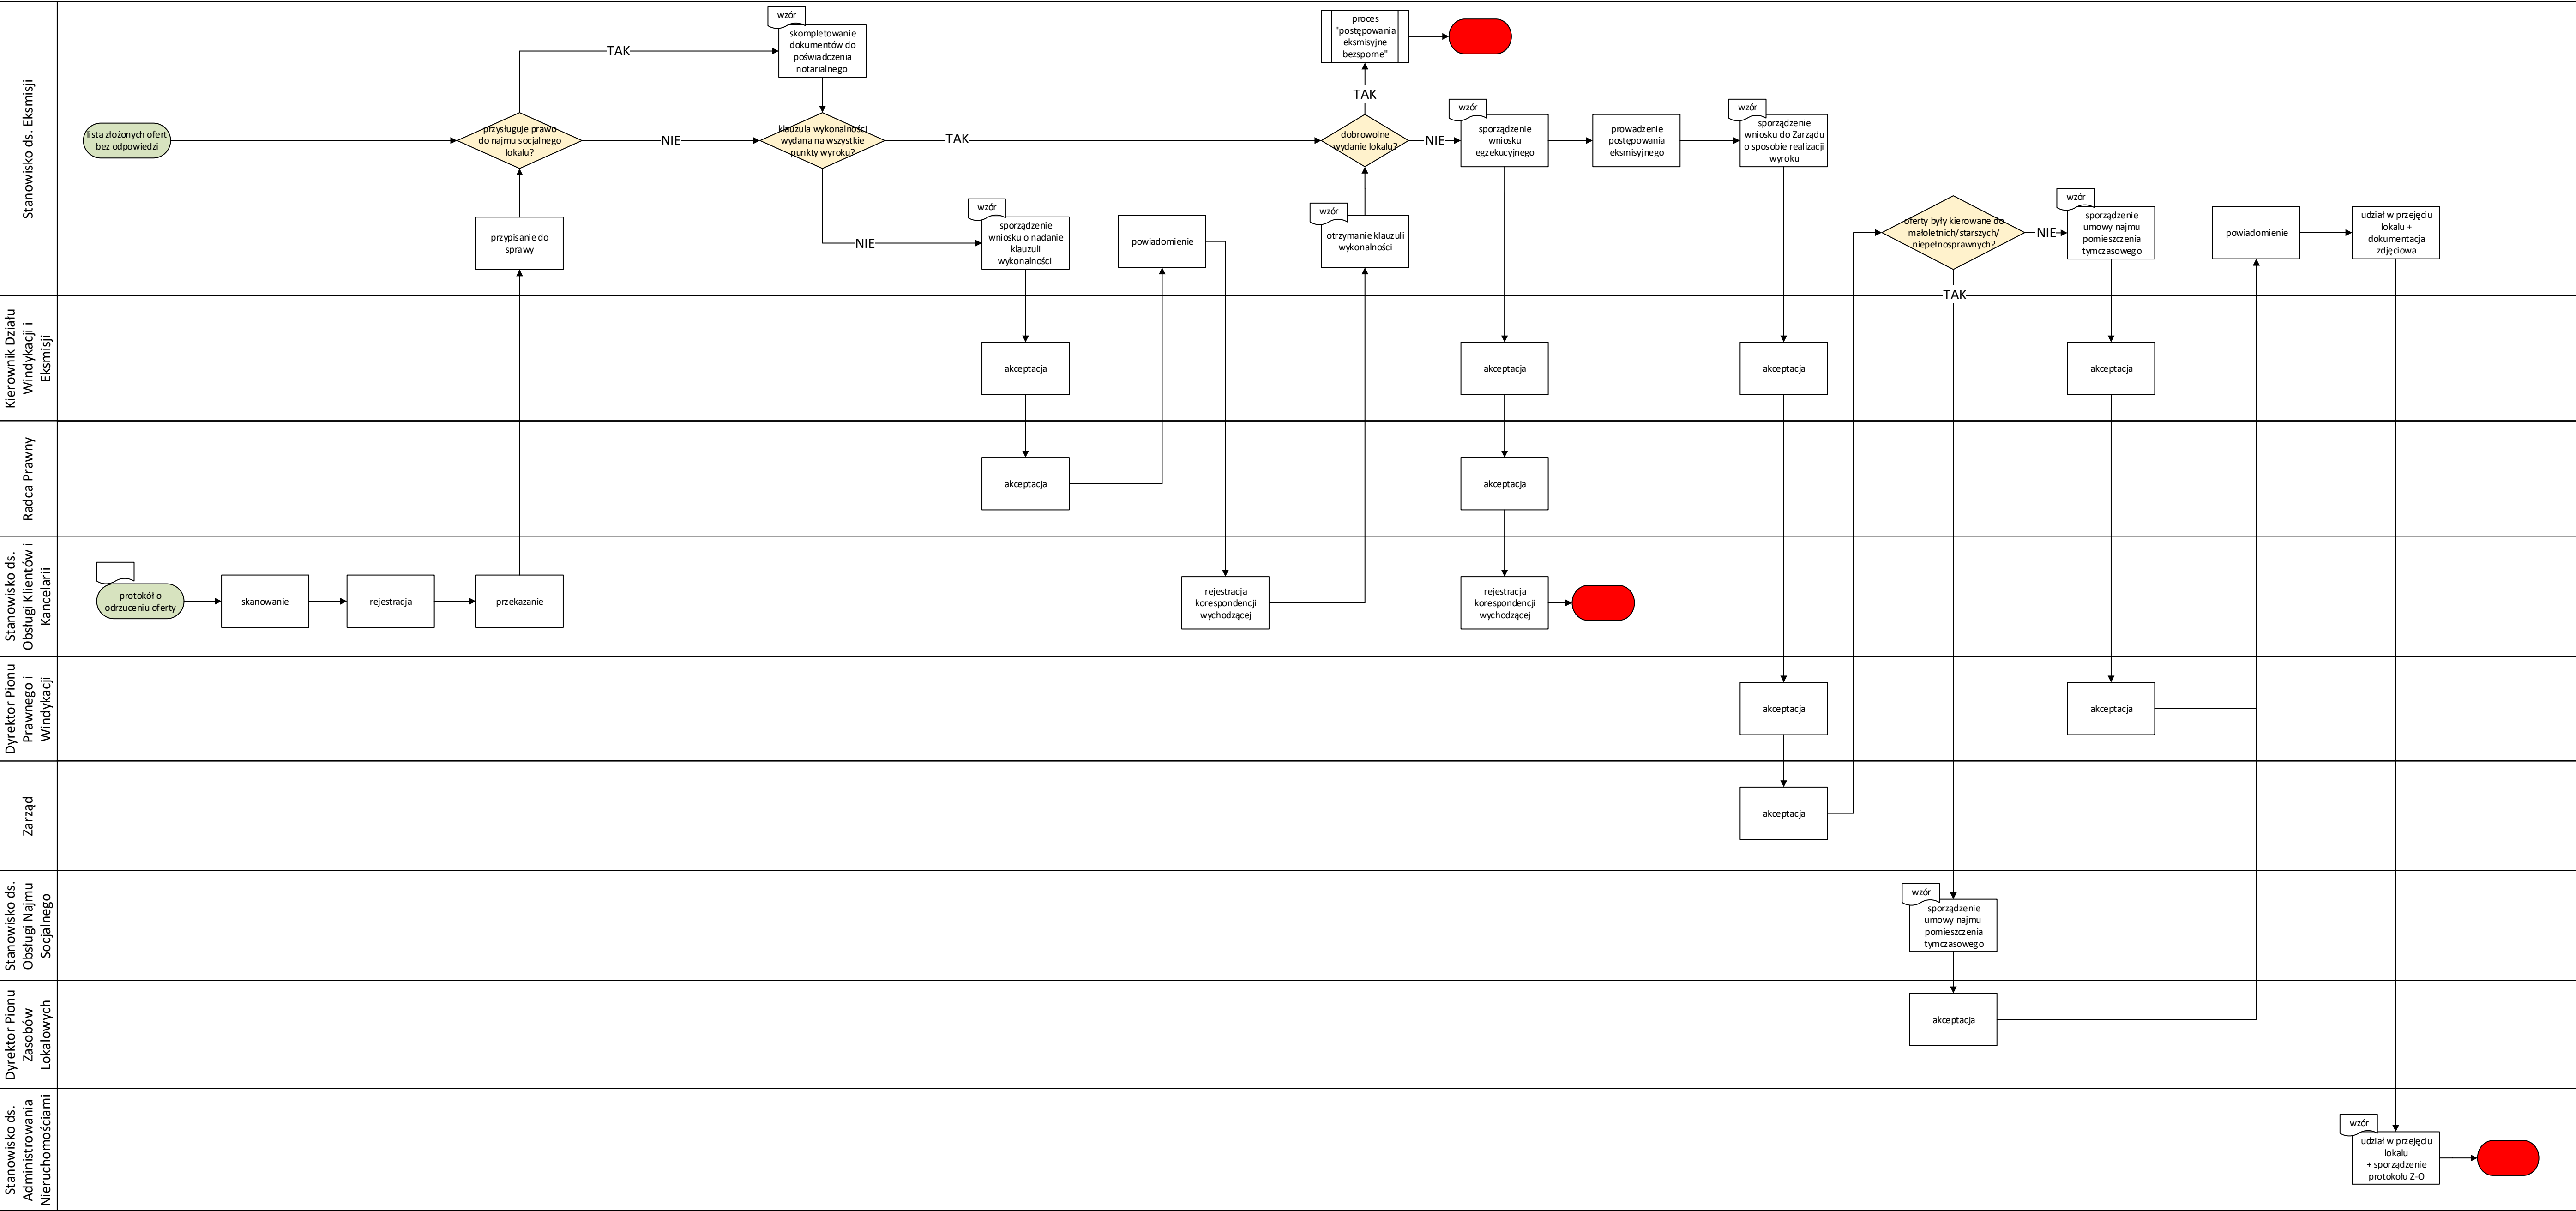 Stanowisko ds. Eksmisji
lista złożonych ofert
bez odpowiedzi
przysługuje prawo
do najmu socjalnego
lokalu?
TAK
NIE
przypisanie do
sprawy
wzór
skompletowanie
dokumentów do
poświadczenia
notarialnego
klauzula wykonalności
wydana na wszystkie
punkty wyroku?
TAK
NIE
wzór
sporządzenie
wniosku o nadanie
klauzuli
wykonalności
powiadomienie
wzór
otrzymanie klauzuli
wykonalności
dobrowolne
wydanie lokalu?
TAK
NIE
proces
"postępowania
eksmisyjne
bezsporne"
wzór
sporządzenie
wniosku
egzekucyjnego
prowadzenie
postępowania
eksmisyjnego
wzór
sporządzenie
wniosku do Zarządu
o sposobie realizacji
wyroku
oferty były kierowane do
małoletnich/starszych/
niepełnosprawnych?
NIE
TAK
wzór
sporządzenie
umowy najmu
pomieszczenia
tymczasowego
powiadomienie
udział w przejęciu
lokalu +
dokumentacja
zdjęciowa
Kierownik Działu
Windykacji i
Eksmisji
akceptacja
akceptacja
akceptacja
akceptacja
Radca Prawny
akceptacja
akceptacja
Stanowisko ds.
Obsługi Klientów i
Kancelarii
protokół o
odrzuceniu oferty
skanowanie
rejestracja
przekazanie
rejestracja
korespondencji
wychodzącej
rejestracja
korespondencji
wychodzącej
Dyrektor Pionu
Prawnego i
Windykacji
akceptacja
akceptacja
Zarząd
akceptacja
Stanowisko ds.
Obsługi Najmu
Socjalnego
wzór
sporządzenie
umowy najmu
pomieszczenia
tymczasowego
Dyrektor Pionu
Zasobów
Lokalowych
akceptacja
Stanowisko ds.
Administrowania
Nieruchomościami
wzór
udział w przejęciu
lokalu
+ sporządzenie
protokołu Z-O